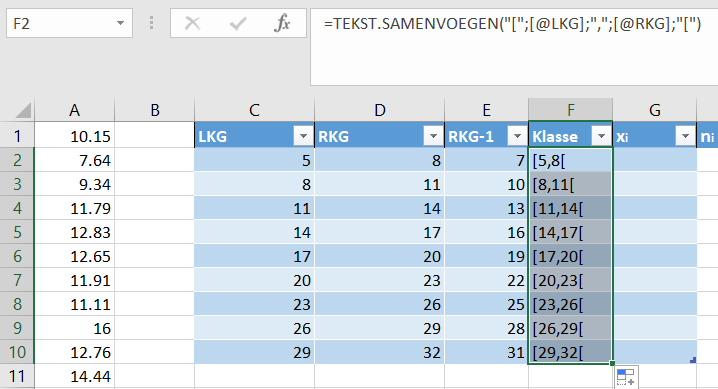 F2 =TEKST.SAMENVOEGEN("[";[@LKG];",";[@RKG];"[")
A B C D E F G
1 10.15 LKG RKG RKG-1 Klasse xi ni
2 7.64 5 8 7 [5,8[
3 9.34 8 11 10 [8,11[
4 11.79 11 14 13 [11,14[
5 12.83 14 17 16 [14,17[
6 12.65 17 20 19 [17,20[
7 11.91 20 23 22 [20,23[
8 11.11 23 26 25 [23,26[
9 16 26 29 28 [26,29[
10 12.76 29 32 31 [29,32[
11 14.44